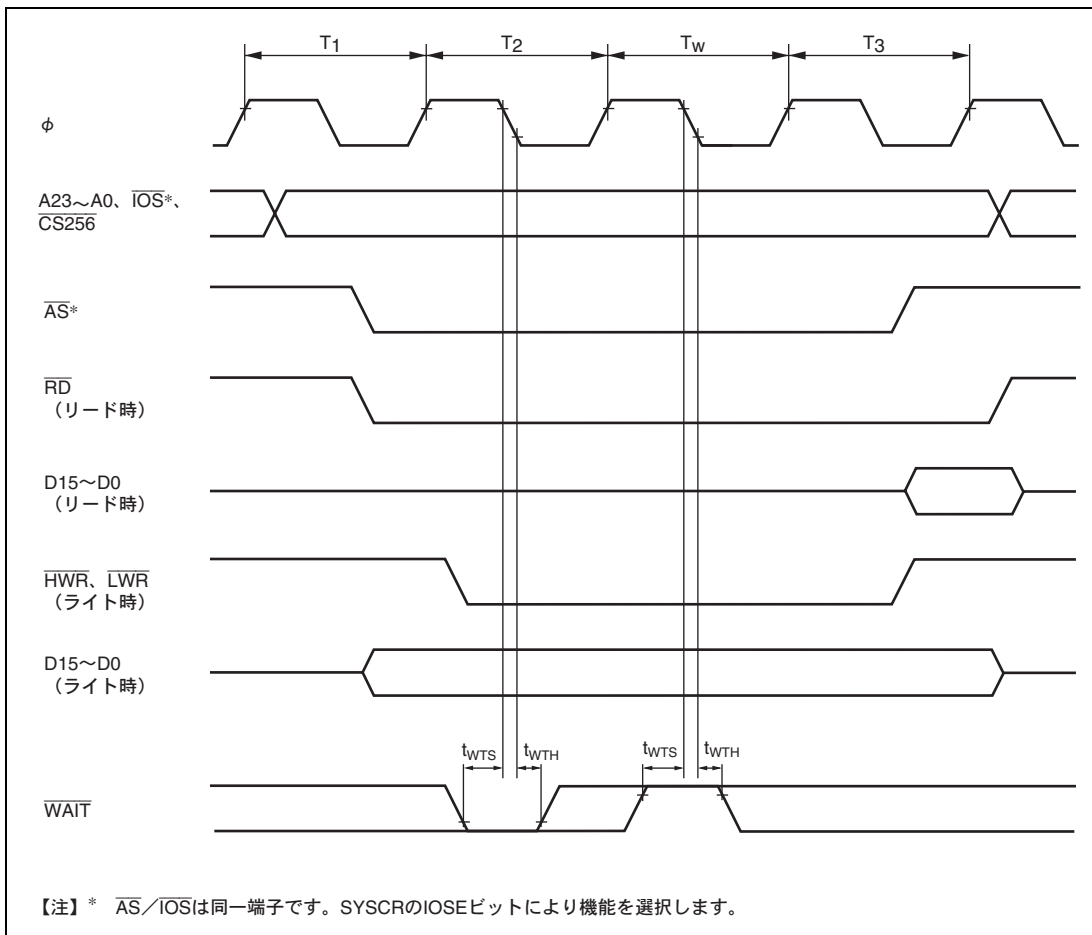 T1 T2 Tw T3
φ
A23～A0、IOS*、
CS256
AS*
RD
（リード時）
D15～D0
（リード時）
HWR、LWR
（ライト時）
D15～D0
（ライト時）
tWTS tWTH tWTS tWTH
WAIT
【注】* AS／IOSは同一端子です。SYSCRのIOSEビットにより機能を選択します。